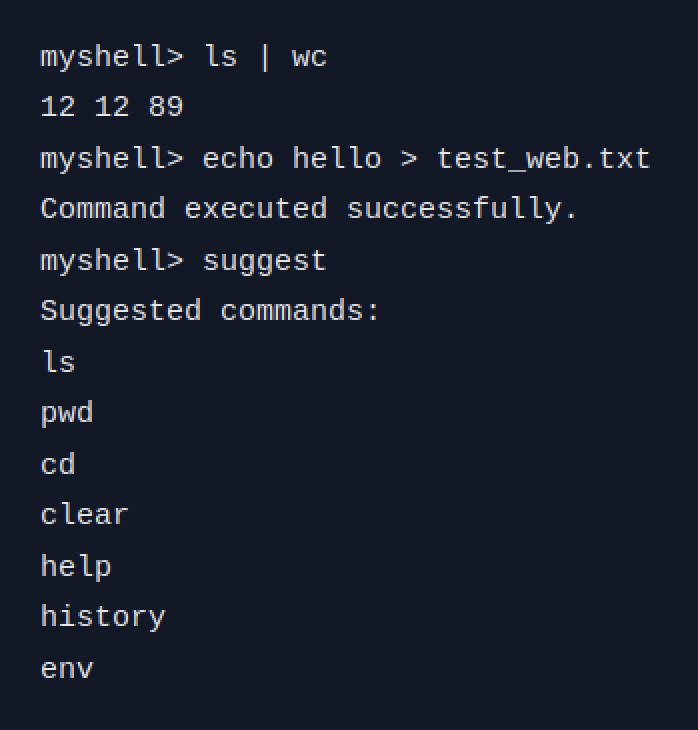 myshell> ls | wc
12 12 89
myshell> echo hello > test_web.txt
Command executed successfully.
myshell> suggest
Suggested commands:
ls
pwd
cd
clear
help
history
env